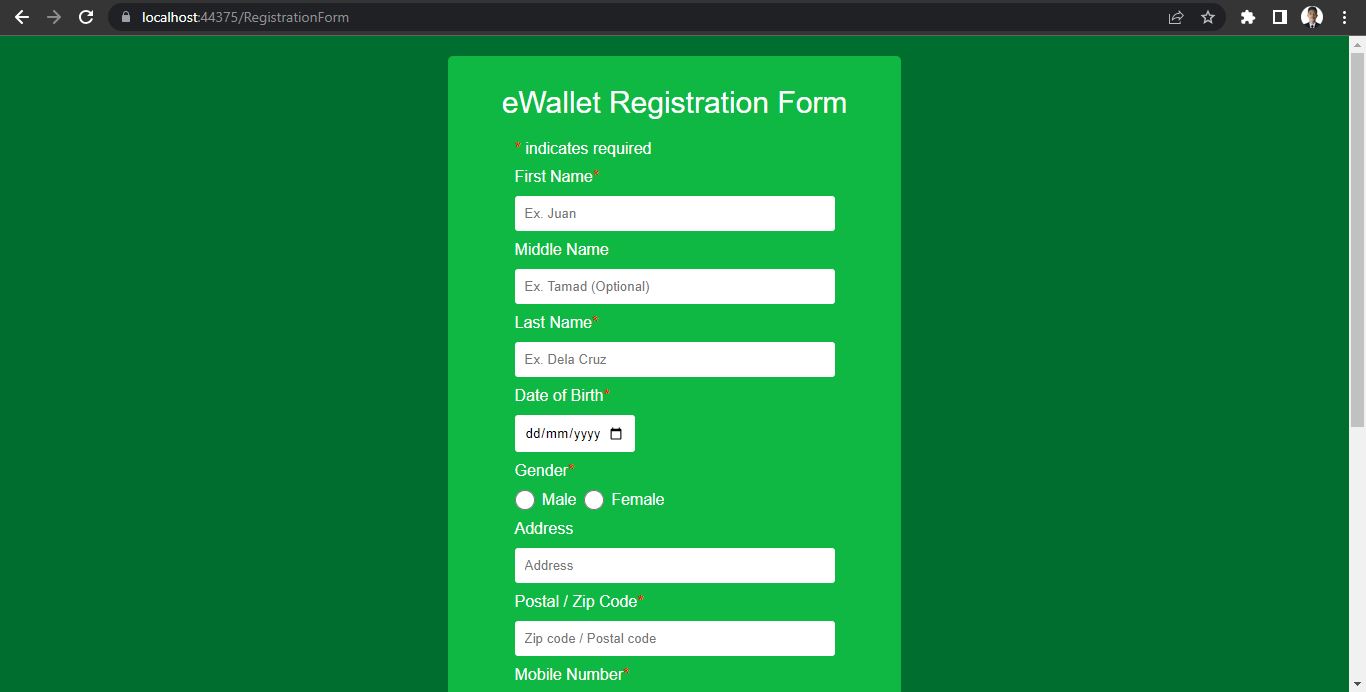 localhost:44375/RegistrationForm
eWallet Registration Form
* indicates required
First Name*
Ex. Juan
Middle Name
Ex. Tamad (Optional)
Last Name*
Ex. Dela Cruz
Date of Birth*
dd/mm/yyyy
Gender*
Male Female
Address
Address
Postal / Zip Code*
Zip code / Postal code
Mobile Number*